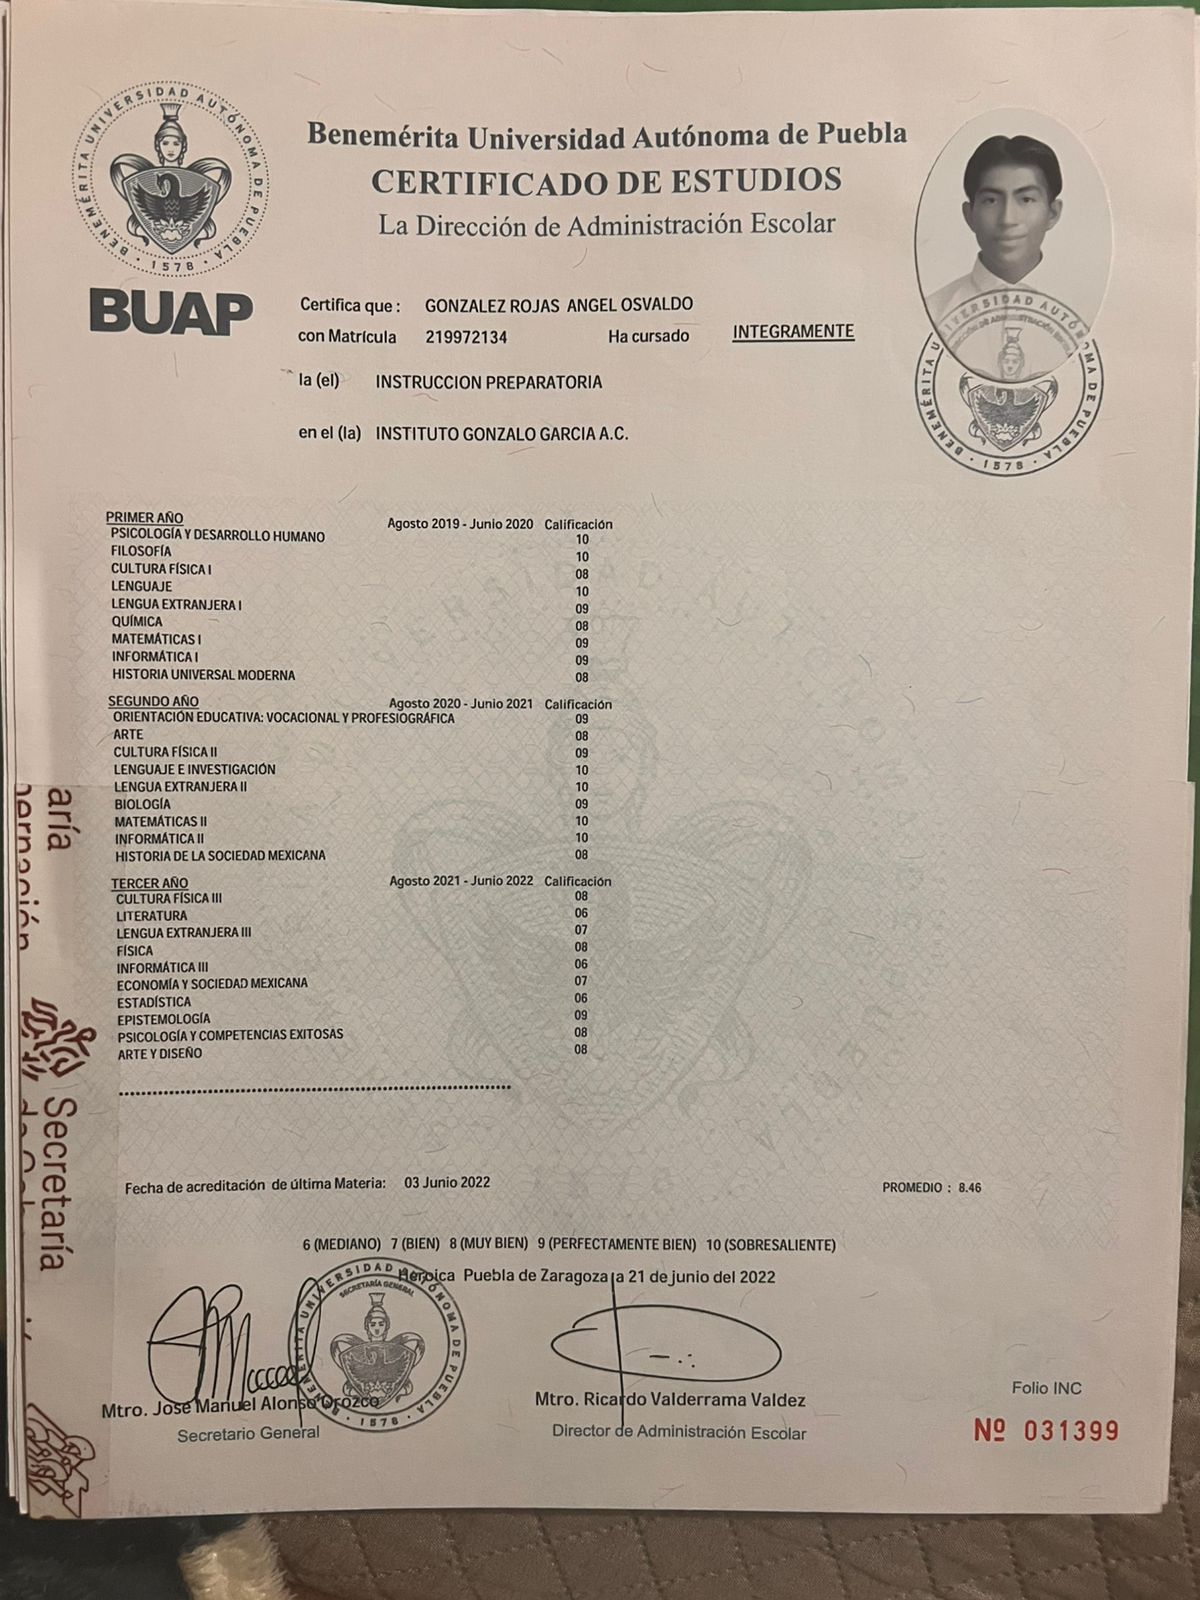 BENEMÉRITA UNIVERSIDAD AUTÓNOMA DE PUEBLA
· 1578 ·
BUAP
Benemérita Universidad Autónoma de Puebla
CERTIFICADO DE ESTUDIOS
La Dirección de Administración Escolar
Certifica que : GONZALEZ ROJAS ANGEL OSVALDO
con Matrícula 219972134 Ha cursado INTEGRAMENTE
la (el) INSTRUCCION PREPARATORIA
en el (la) INSTITUTO GONZALO GARCIA A.C.
UNIVERSIDAD AUTÓNOMA
BENEMÉRITA UNIVERSIDAD AUTÓNOMA DE PUEBLA
· 1578 ·
PRIMER AÑO Agosto 2019 - Junio 2020 Calificación
PSICOLOGÍA Y DESARROLLO HUMANO 10
FILOSOFÍA 10
CULTURA FÍSICA I 08
LENGUAJE 10
LENGUA EXTRANJERA I 09
QUÍMICA 08
MATEMÁTICAS I 09
INFORMÁTICA I 09
HISTORIA UNIVERSAL MODERNA 08
SEGUNDO AÑO Agosto 2020 - Junio 2021 Calificación
ORIENTACIÓN EDUCATIVA: VOCACIONAL Y PROFESIOGRÁFICA 09
ARTE 08
CULTURA FÍSICA II 09
LENGUAJE E INVESTIGACIÓN 10
LENGUA EXTRANJERA II 10
BIOLOGÍA 09
MATEMÁTICAS II 10
INFORMÁTICA II 10
HISTORIA DE LA SOCIEDAD MEXICANA 08
TERCER AÑO Agosto 2021 - Junio 2022 Calificación
CULTURA FÍSICA III 08
LITERATURA 06
LENGUA EXTRANJERA III 07
FÍSICA 08
INFORMÁTICA III 06
ECONOMÍA Y SOCIEDAD MEXICANA 07
ESTADÍSTICA 06
EPISTEMOLOGÍA 09
PSICOLOGÍA Y COMPETENCIAS EXITOSAS 08
ARTE Y DISEÑO 08
Fecha de acreditación de última Materia: 03 Junio 2022 PROMEDIO : 8.46
6 (MEDIANO) 7 (BIEN) 8 (MUY BIEN) 9 (PERFECTAMENTE BIEN) 10 (SOBRESALIENTE)
Heroica Puebla de Zaragoza a 21 de junio del 2022
BENEMÉRITA UNIVERSIDAD AUTÓNOMA DE PUEBLA
SECRETARÍA GENERAL
· 1578 ·
Mtro. José Manuel Alonso Orozco
Secretario General
Mtro. Ricardo Valderrama Valdez
Director de Administración Escolar
Folio INC
Nº 031399
aría
bernación
Secretaría